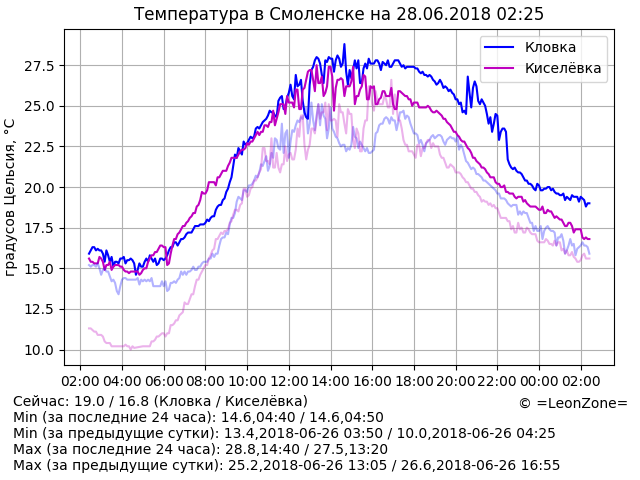 Температура в Смоленске на 28.06.2018 02:25
градусов Цельсия, °C
27.5
25.0
22.5
20.0
17.5
15.0
12.5
10.0
Кловка
Киселёвка
02:00 04:00 06:00 08:00 10:00 12:00 14:00 16:00 18:00 20:00 22:00 00:00 02:00
Сейчас: 19.0 / 16.8 (Кловка / Киселёвка)
© =LeonZone=
Min (за последние 24 часа): 14.6,04:40 / 14.6,04:50
Min (за предыдущие сутки): 13.4,2018-06-26 03:50 / 10.0,2018-06-26 04:25
Max (за последние 24 часа): 28.8,14:40 / 27.5,13:20
Max (за предыдущие сутки): 25.2,2018-06-26 13:05 / 26.6,2018-06-26 16:55